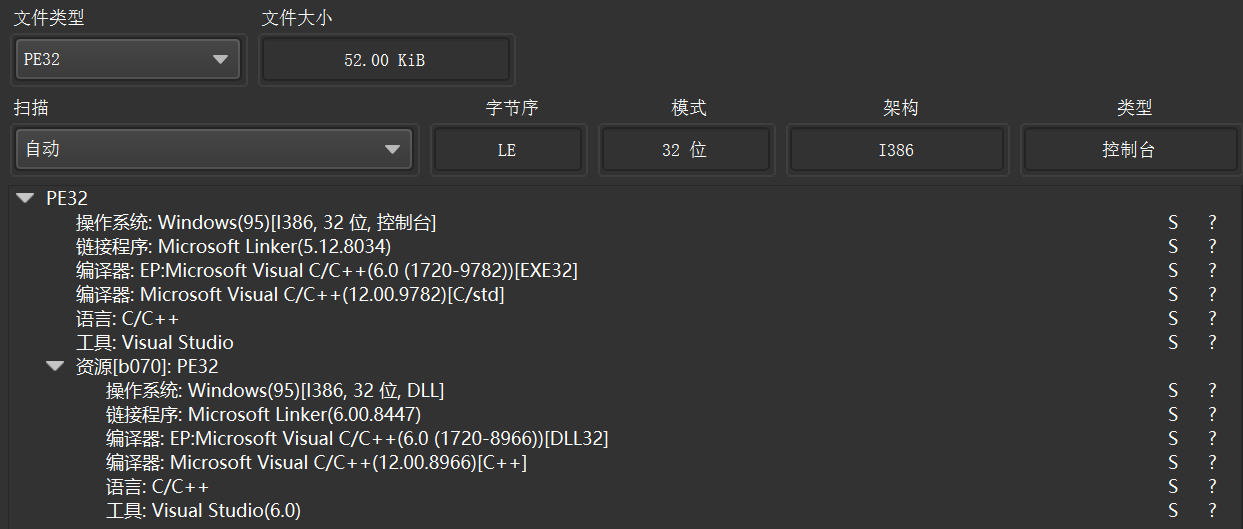 文件类型 文件大小
PE32 52.00 KiB
扫描 字节序 模式 架构 类型
自动 LE 32 位 I386 控制台
PE32
操作系统: Windows(95)[I386, 32 位, 控制台] S ?
链接程序: Microsoft Linker(5.12.8034) S ?
编译器: EP:Microsoft Visual C/C++(6.0 (1720-9782))[EXE32] S ?
编译器: Microsoft Visual C/C++(12.00.9782)[C/std] S ?
语言: C/C++ S ?
工具: Visual Studio S ?
资源[b070]: PE32
操作系统: Windows(95)[I386, 32 位, DLL] S ?
链接程序: Microsoft Linker(6.00.8447) S ?
编译器: EP:Microsoft Visual C/C++(6.0 (1720-8966))[DLL32] S ?
编译器: Microsoft Visual C/C++(12.00.8966)[C++] S ?
语言: C/C++ S ?
工具: Visual Studio(6.0) S ?